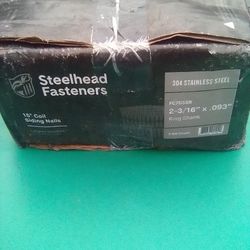 Steelhead
Fasteners
15° Coil
Siding Nails
304 STAINLESS STEEL
2-3/16" x .093"
Ring Shank